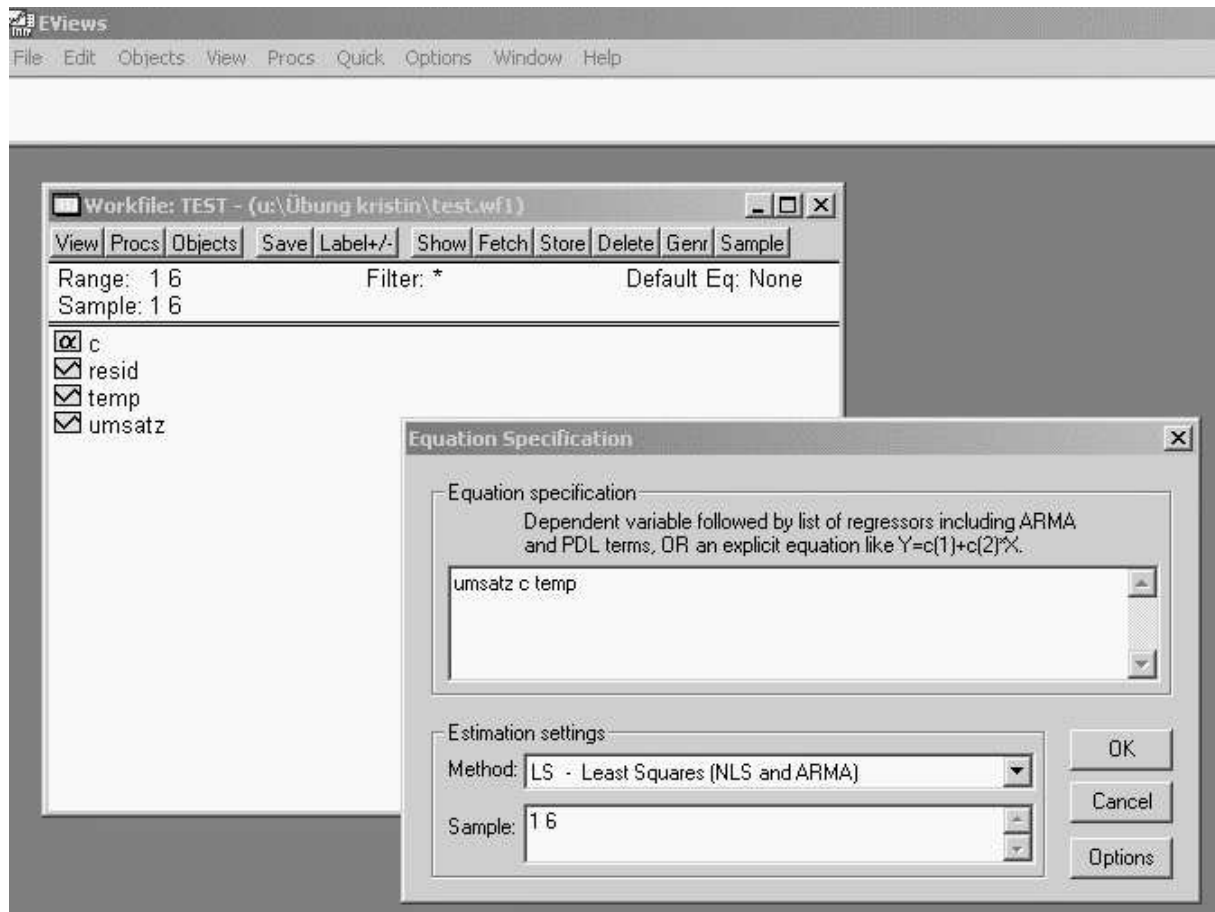 EViews
File Edit Objects View Procs Quick Options Window Help
Workfile: TEST - (u:\Übung kristin\test.wf1)
View Procs Objects Save Label+/- Show Fetch Store Delete Genr Sample
Range: 1 6 Filter: * Default Eq: None
Sample: 1 6
α c
resid
temp
umsatz
Equation Specification
Equation specification
Dependent variable followed by list of regressors including ARMA
and PDL terms, OR an explicit equation like Y=c(1)+c(2)*X.
umsatz c temp
Estimation settings
Method: LS - Least Squares (NLS and ARMA)
Sample: 1 6
OK
Cancel
Options